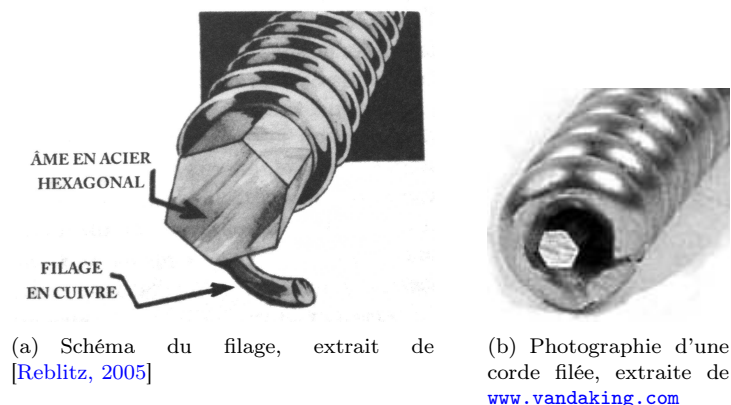 ÂME EN ACIER
HEXAGONAL
FILAGE
EN CUIVRE
(a) Schéma du filage, extrait de
[Reblitz, 2005]
(b) Photographie d'une
corde filée, extraite de
www.vandaking.com